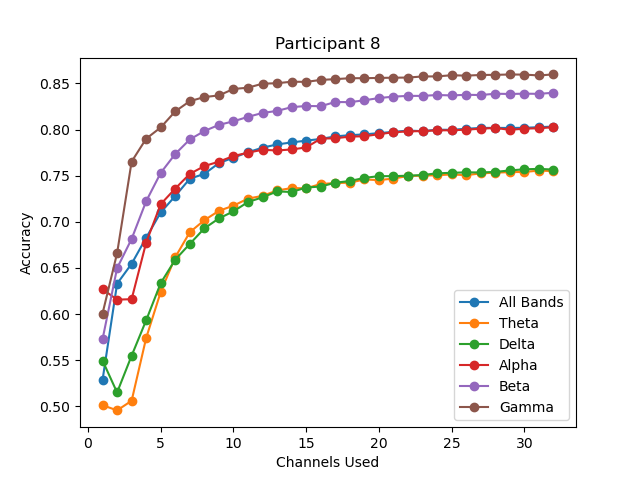 Participant 8
Accuracy
0.85
0.80
0.75
0.70
0.65
0.60
0.55
0.50
All Bands
Theta
Delta
Alpha
Beta
Gamma
0 5 10 15 20 25 30
Channels Used